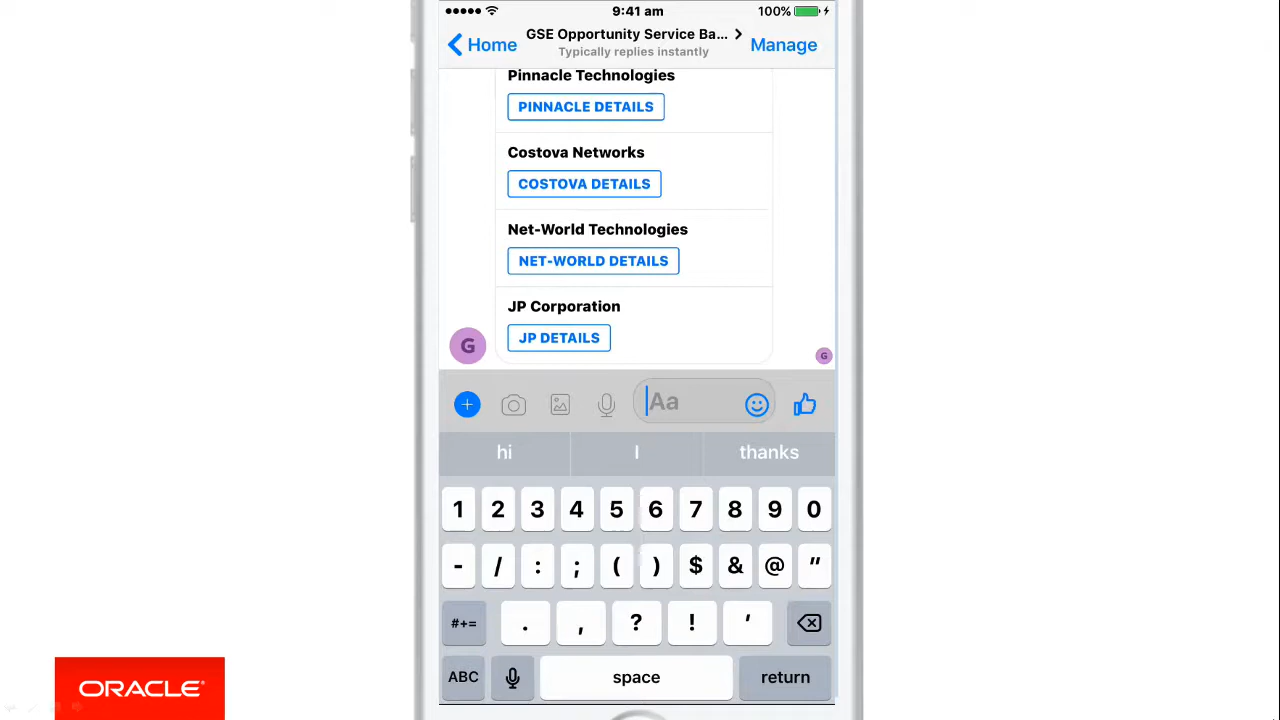 9:41 am
100%
Home
GSE Opportunity Service Ba...
Typically replies instantly
Manage
Pinnacle Technologies
PINNACLE DETAILS
Costova Networks
COSTOVA DETAILS
Net-World Technologies
NET-WORLD DETAILS
JP Corporation
JP DETAILS
G
G
Aa
hi I thanks
1 2 3 4 5 6 7 8 9 0
- / : ; ( ) $ & @ "
#+= . , ? ! '
ABC space return
ORACLE®